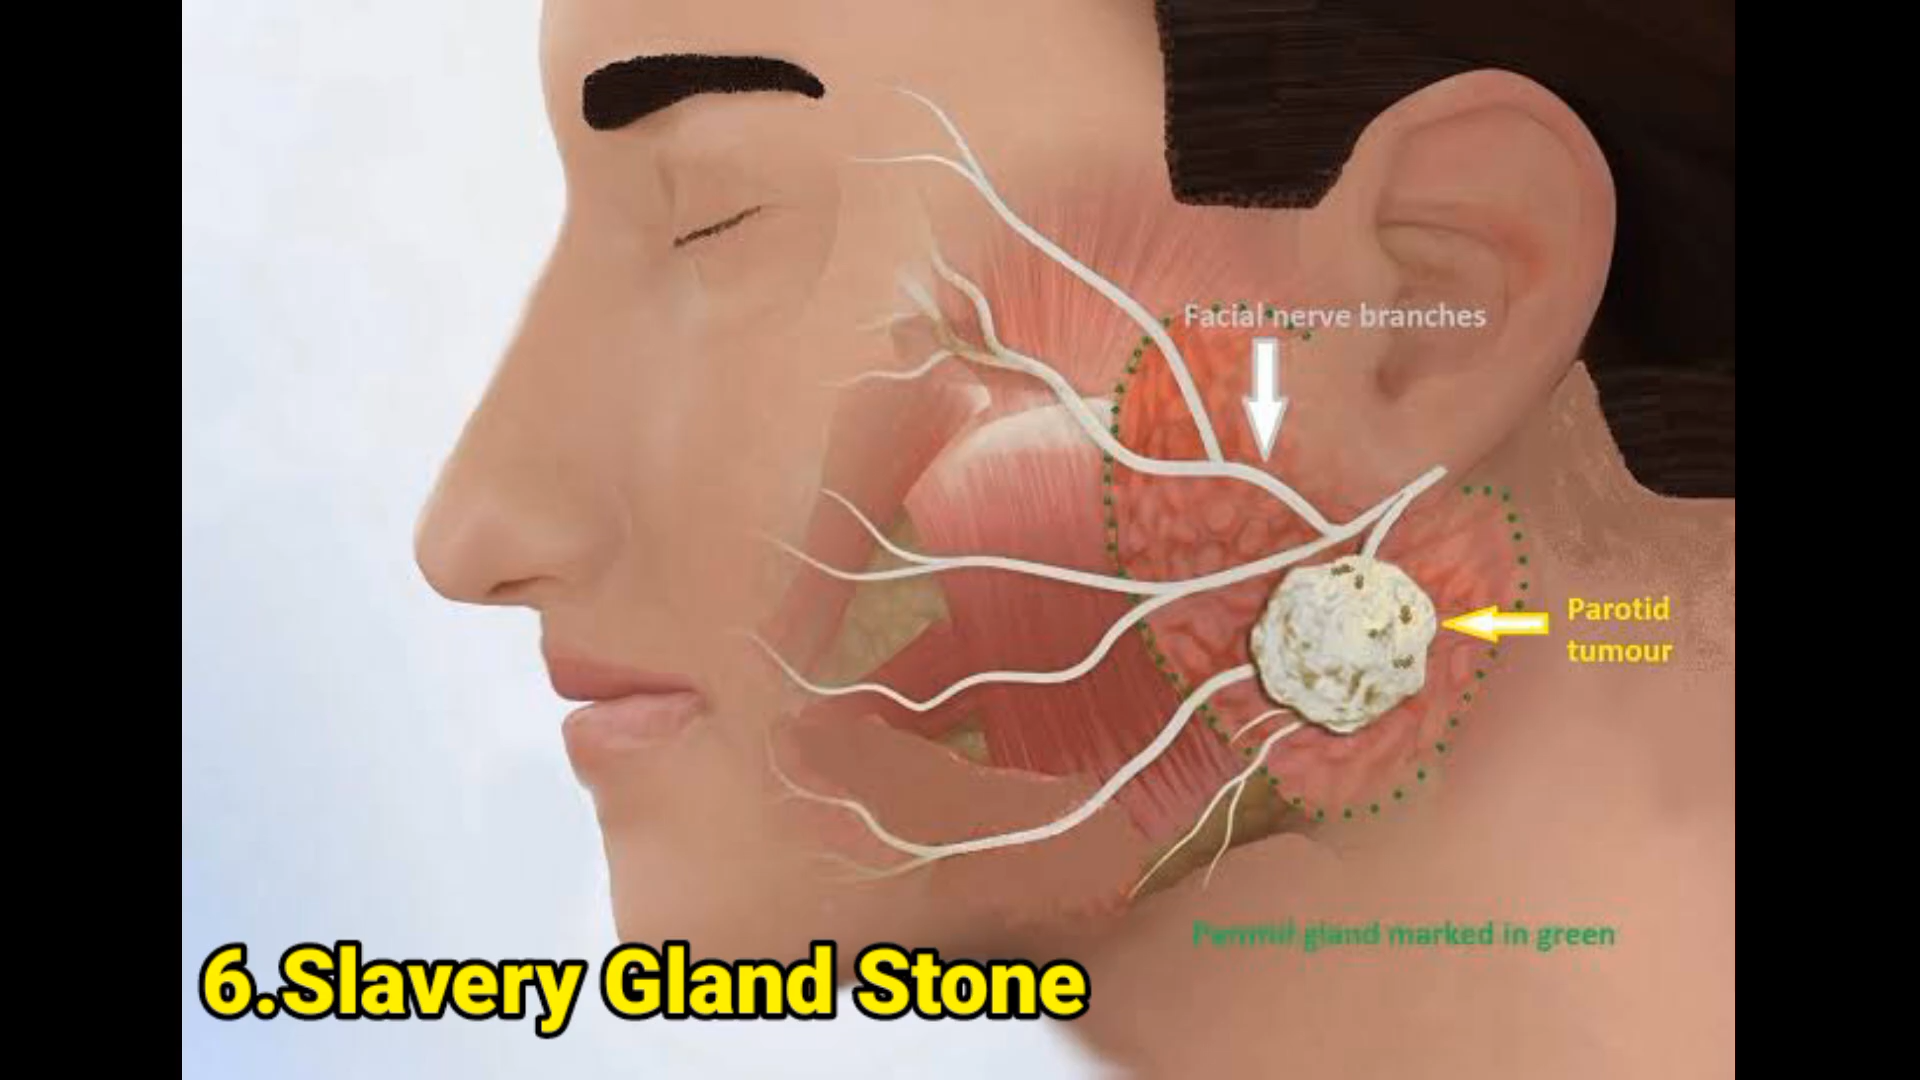 Facial nerve branches
Parotid
tumour
gland marked in green
6.Slavery Gland Stone